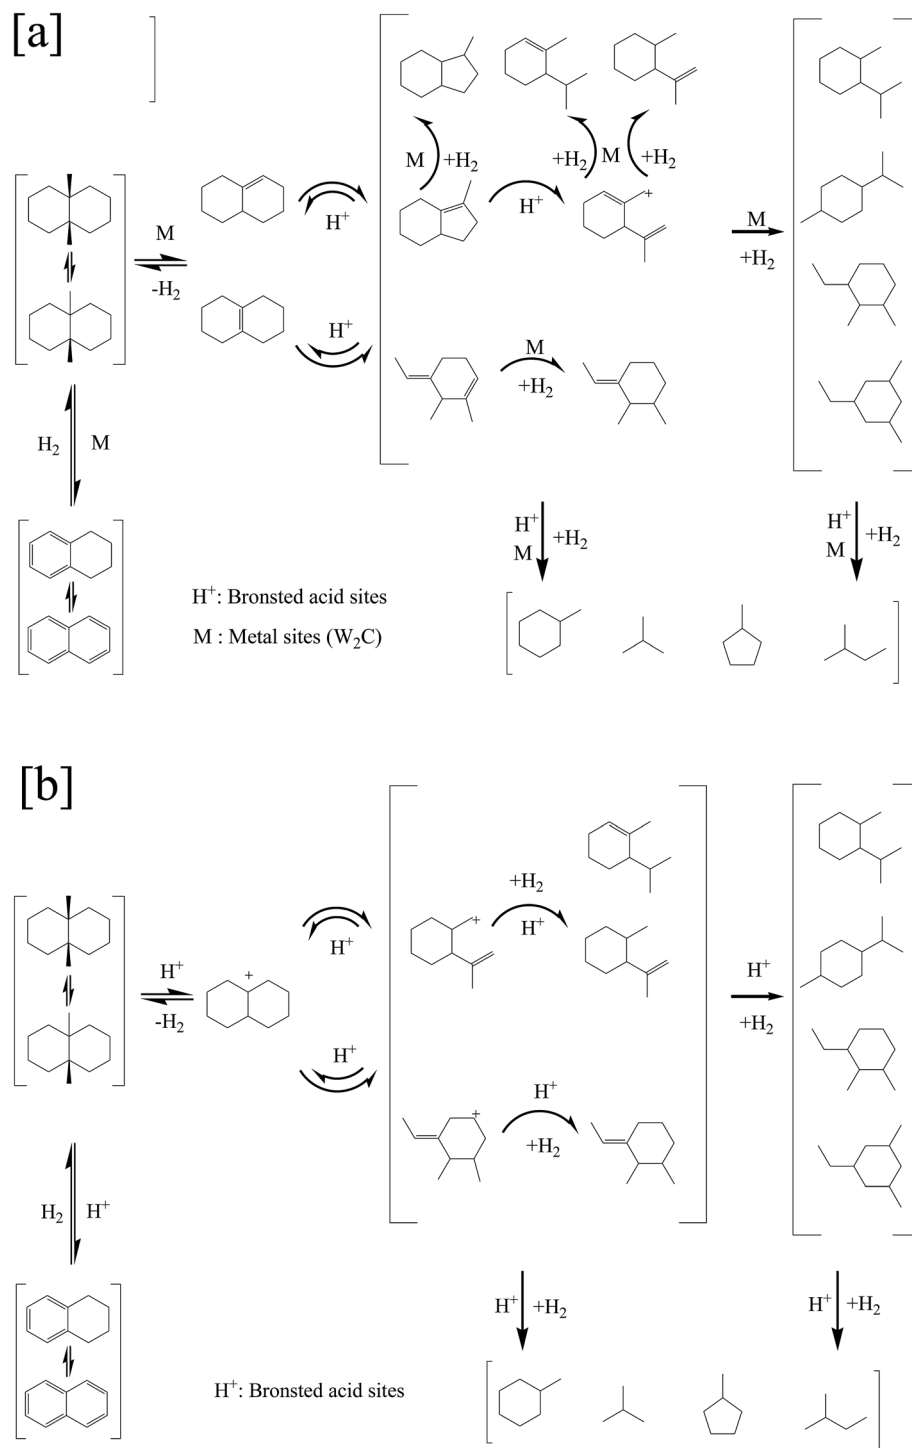 [a]
M
+H2
+H2
M
+H2
H+
H+
M
-H2
M
+H2
H+
M
+H2
H2
M
H+
M
+H2
H+
M
+H2
H+: Bronsted acid sites
M : Metal sites (W2C)
[b]
+H2
H+
H+
H+
-H2
+
H+
+H2
H+
H+
+H2
H2
H+
H+
+H2
H+
+H2
H+: Bronsted acid sites